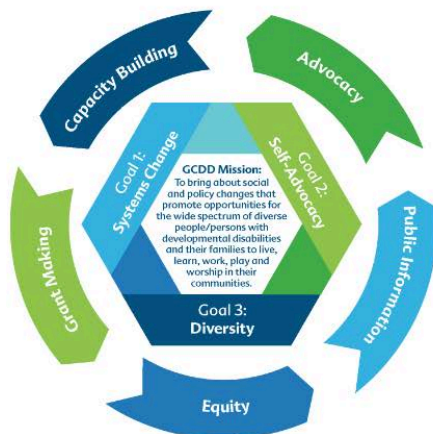 Capacity Building
Advocacy
Goal 1:
Systems Change
Goal 2:
Self-Advocacy
GCDD Mission:
To bring about social
and policy changes that
promote opportunities for
the wide spectrum of diverse
people/persons with
developmental disabilities
and their families to live,
learn, work, play and
worship in their
communities.
Grant Making
Public Information
Goal 3:
Diversity
Equity